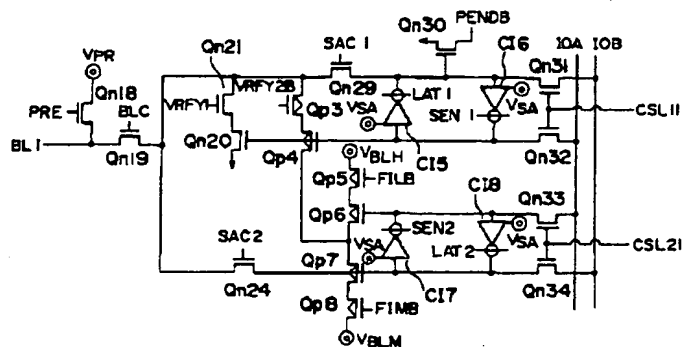 PENDB
Qn30
IOA IOB
VPR
Qn21
SAC 1
CI6
Qn31
Qn18
VRFY2B
Qn29
LAT 1
PRE
BLC
VRFY1
Qp3
VSA
VSA
SEN 1
CSL11
BL1
Qn19
Qn20
Qp4
VBLH
CI5
Qn32
Qp5
FILB
CI8
Qn33
Qp6
SEN2
VSA
SAC2
VSA
LAT 2
CSL21
Qp7
Qn24
CI7
Qn34
Qp8
FIMB
VBLM